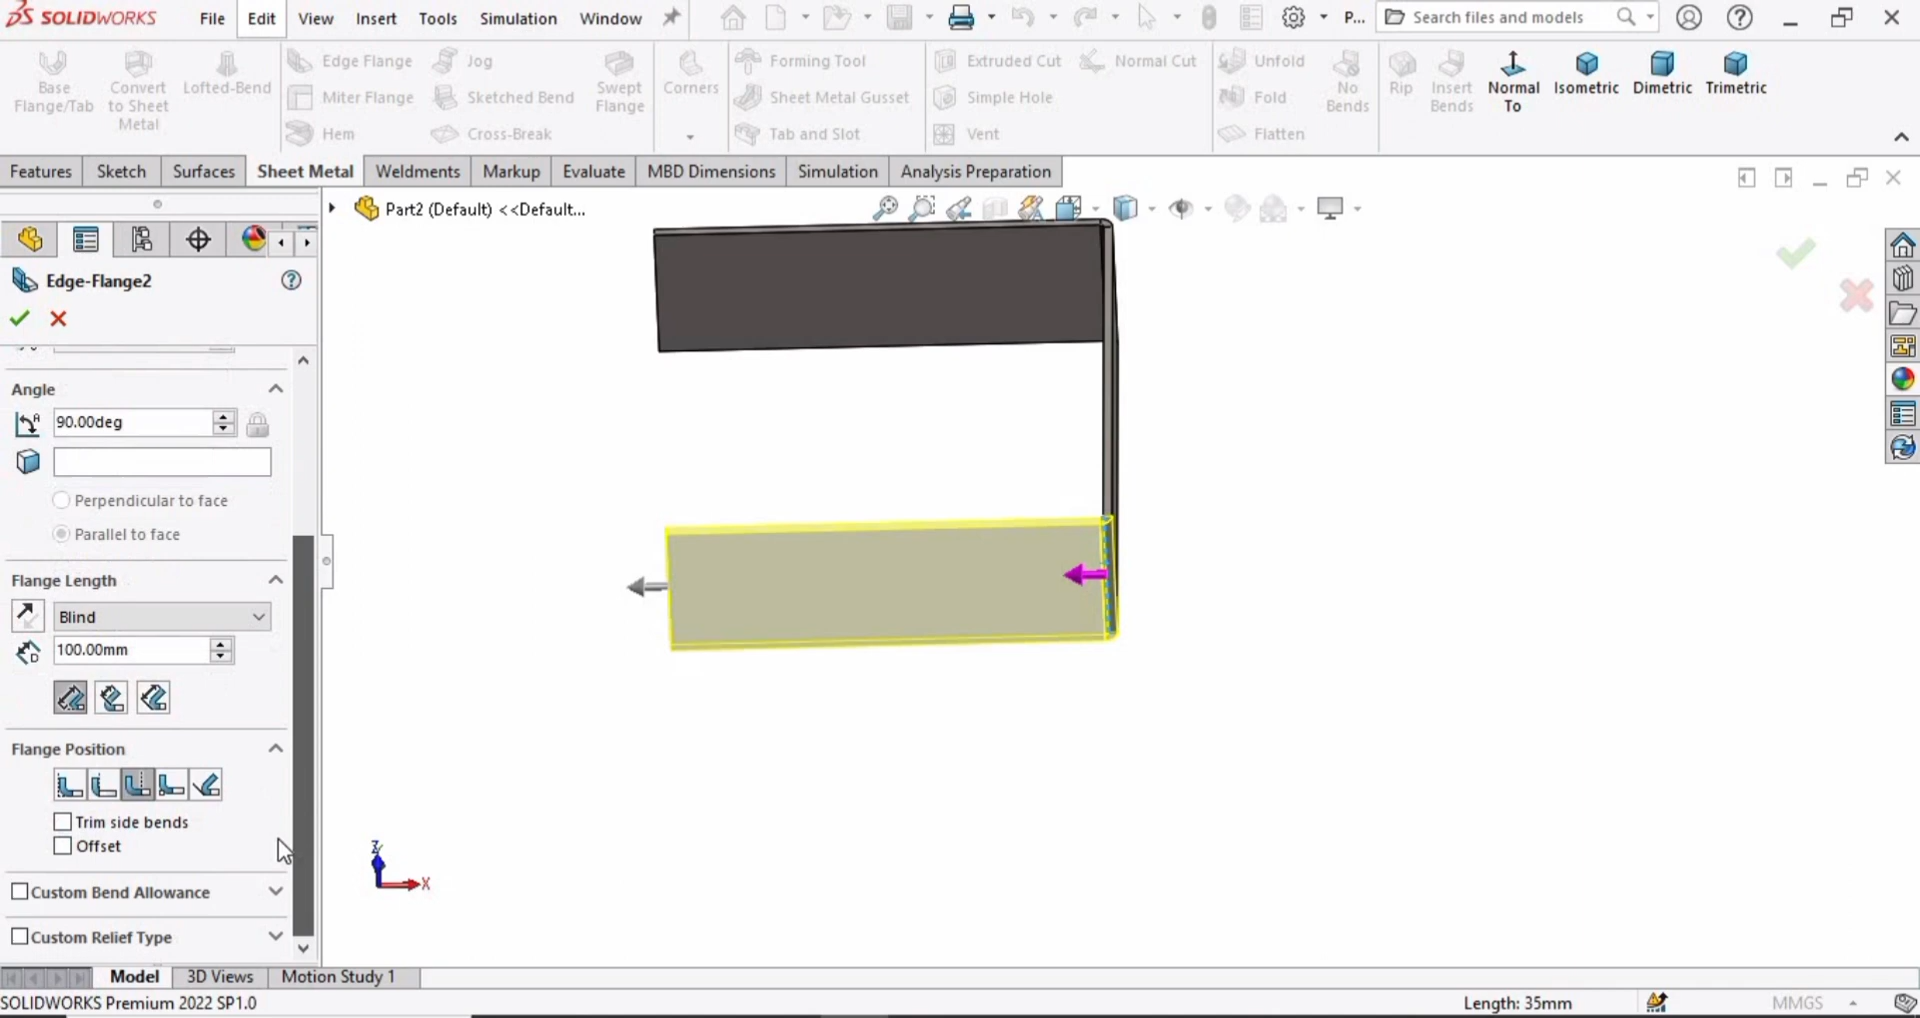 SOLIDWORKS File Edit View Insert Tools Simulation Window P... Search files and models
Base Flange/Tab
Convert to Sheet Metal
Lofted-Bend
Edge Flange
Miter Flange
Hem
Jog
Sketched Bend
Cross-Break
Swept Flange
Corners
Forming Tool
Sheet Metal Gusset
Tab and Slot
Extruded Cut
Simple Hole
Vent
Normal Cut
Unfold
Fold
Flatten
No Bends
Rip
Insert Bends
Normal To
Isometric
Dimetric
Trimetric
Features Sketch Surfaces Sheet Metal Weldments Markup Evaluate MBD Dimensions Simulation Analysis Preparation
Part2 (Default) <<Default...
Edge-Flange2
Angle
90.00deg
Perpendicular to face
Parallel to face
Flange Length
Blind
100.00mm
Flange Position
Trim side bends
Offset
Custom Bend Allowance
Custom Relief Type
Z
X
Model 3D Views Motion Study 1
SOLIDWORKS Premium 2022 SP1.0 Length: 35mm MMGS